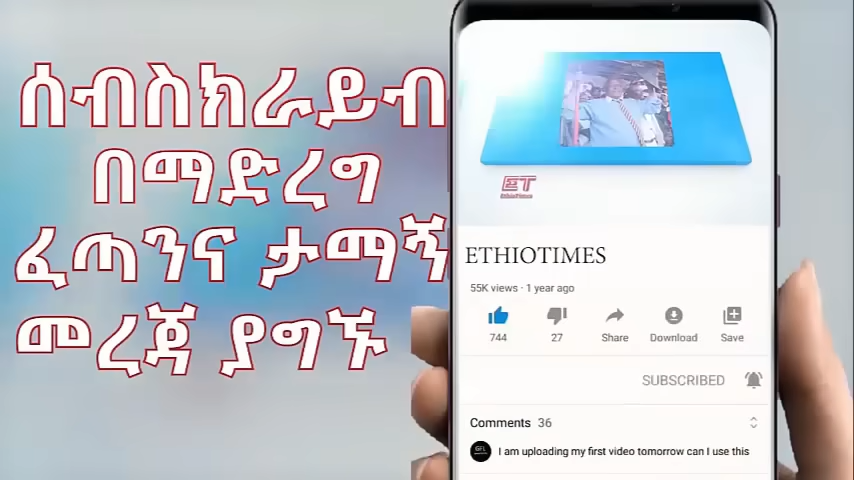 ሰብስክራይብ
በማድረግ
ፈጣንና ታማኝ
መረጃ ያግኙ
ET
EthioTimes
ETHIOTIMES
55K views · 1 year ago
744 27 Share Download Save
SUBSCRIBED
Comments 36
I am uploading my first video tomorrow can I use this